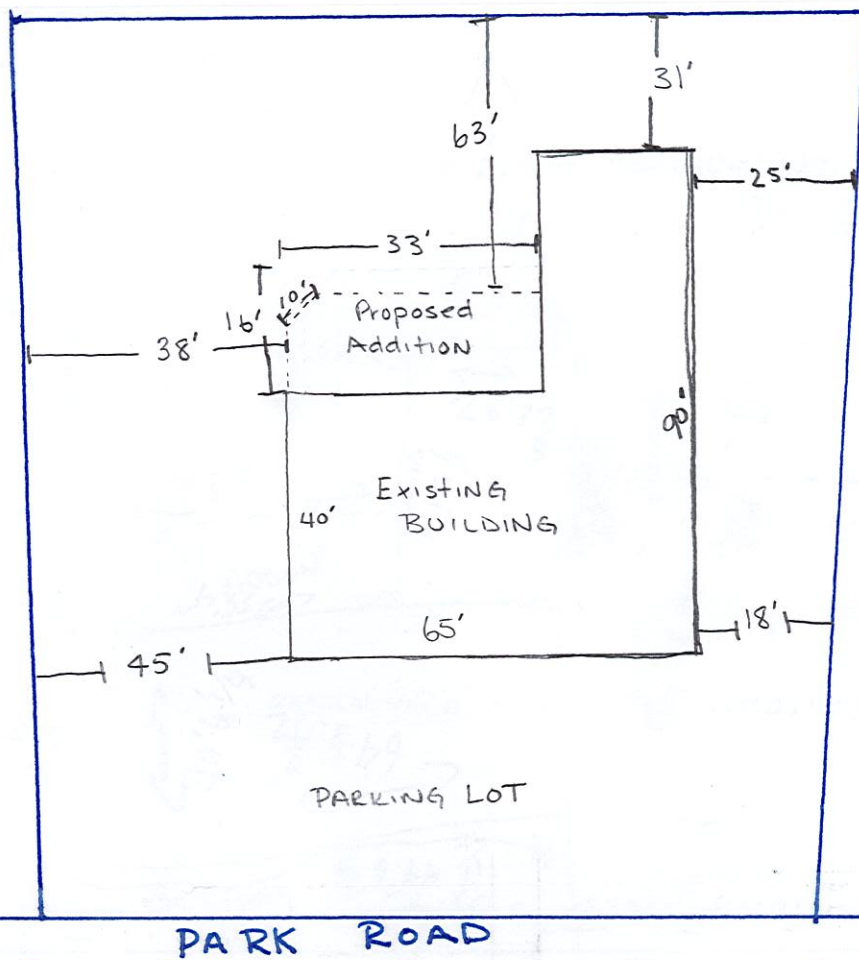 31'
63'
25'
33'
10'
16'
Proposed
Addition
38'
90'
Existing
BUILDING
40'
65'
18'
45'
PARKING LOT
PARK ROAD